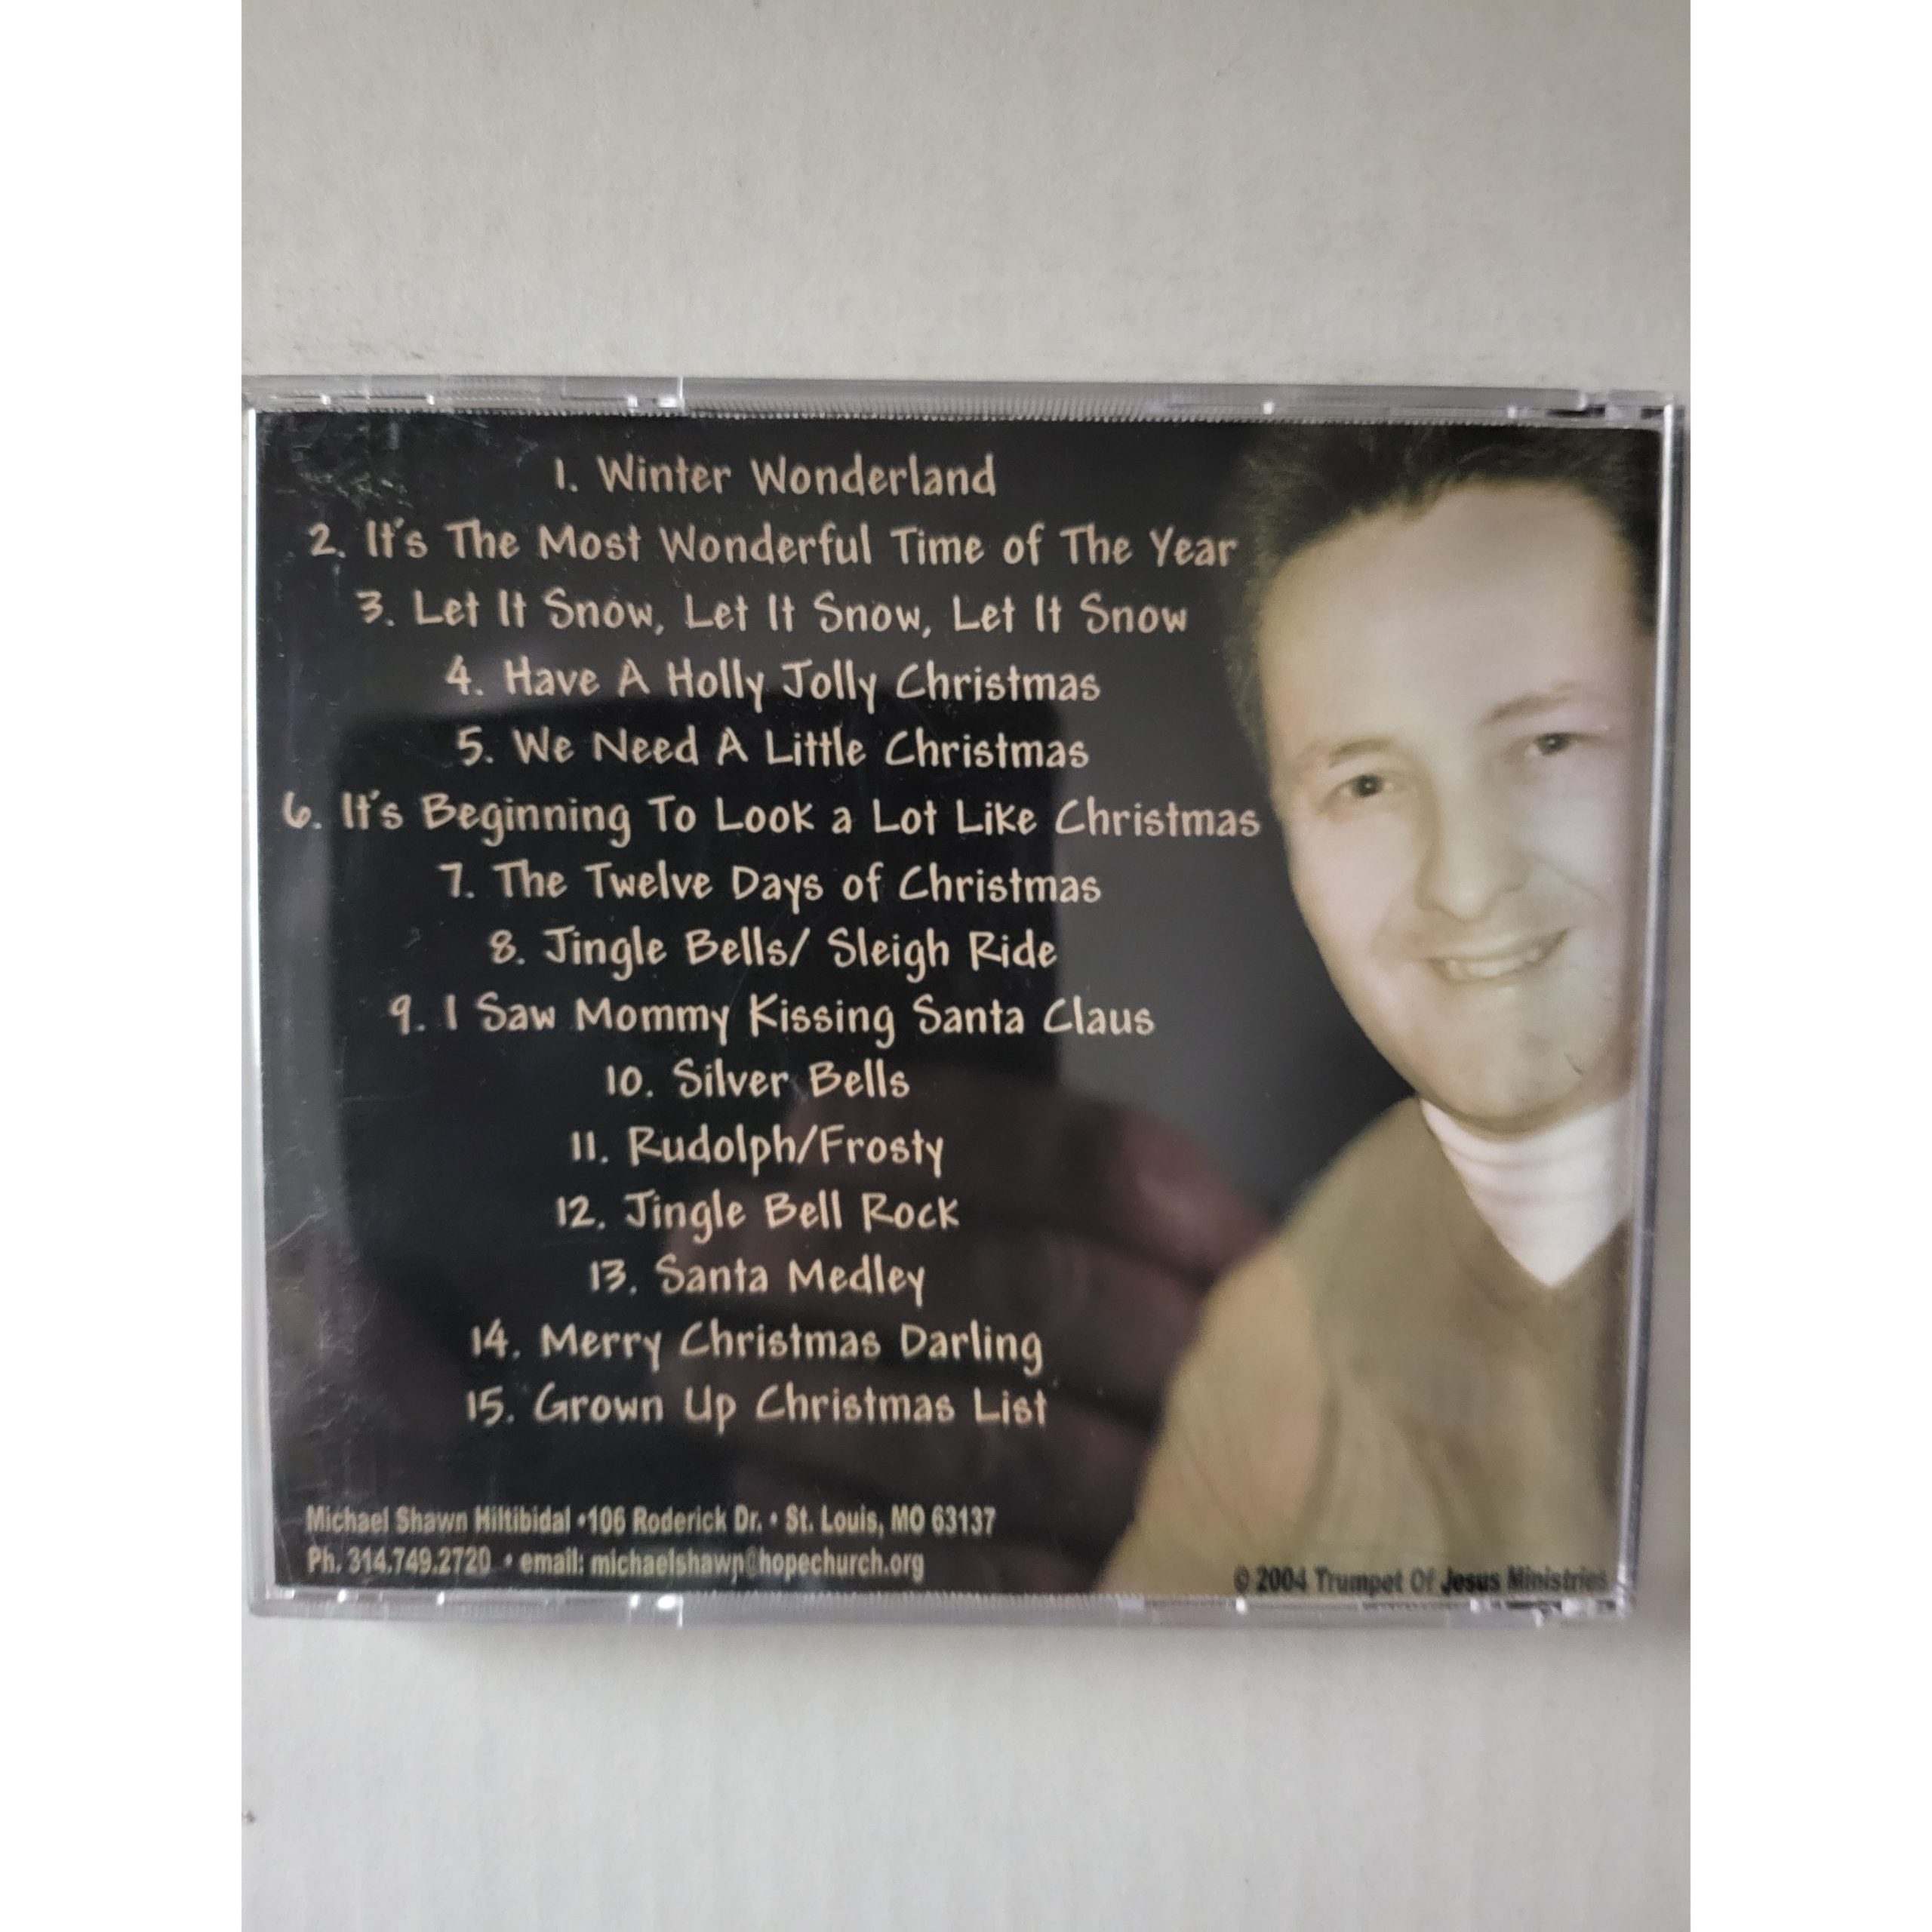 1. Winter Wonderland
2. It's The Most Wonderful Time of The Year
3. Let It Snow, Let It Snow, Let It Snow
4. Have A Holly Jolly Christmas
5. We Need A Little Christmas
6. It's Beginning To Look a Lot Like Christmas
7. The Twelve Days of Christmas
8. Jingle Bells/ Sleigh Ride
9. I Saw Mommy Kissing Santa Claus
10. Silver Bells
11. Rudolph/Frosty
12. Jingle Bell Rock
13. Santa Medley
14. Merry Christmas Darling
15. Grown Up Christmas List
Michael Shawn Hiltibidal •106 Roderick Dr. • St. Louis, MO 63137
Ph. 314.749.2720 • email: michaelshawn@hopechurch.org
© 2004 Trumpet Of Jesus Ministries